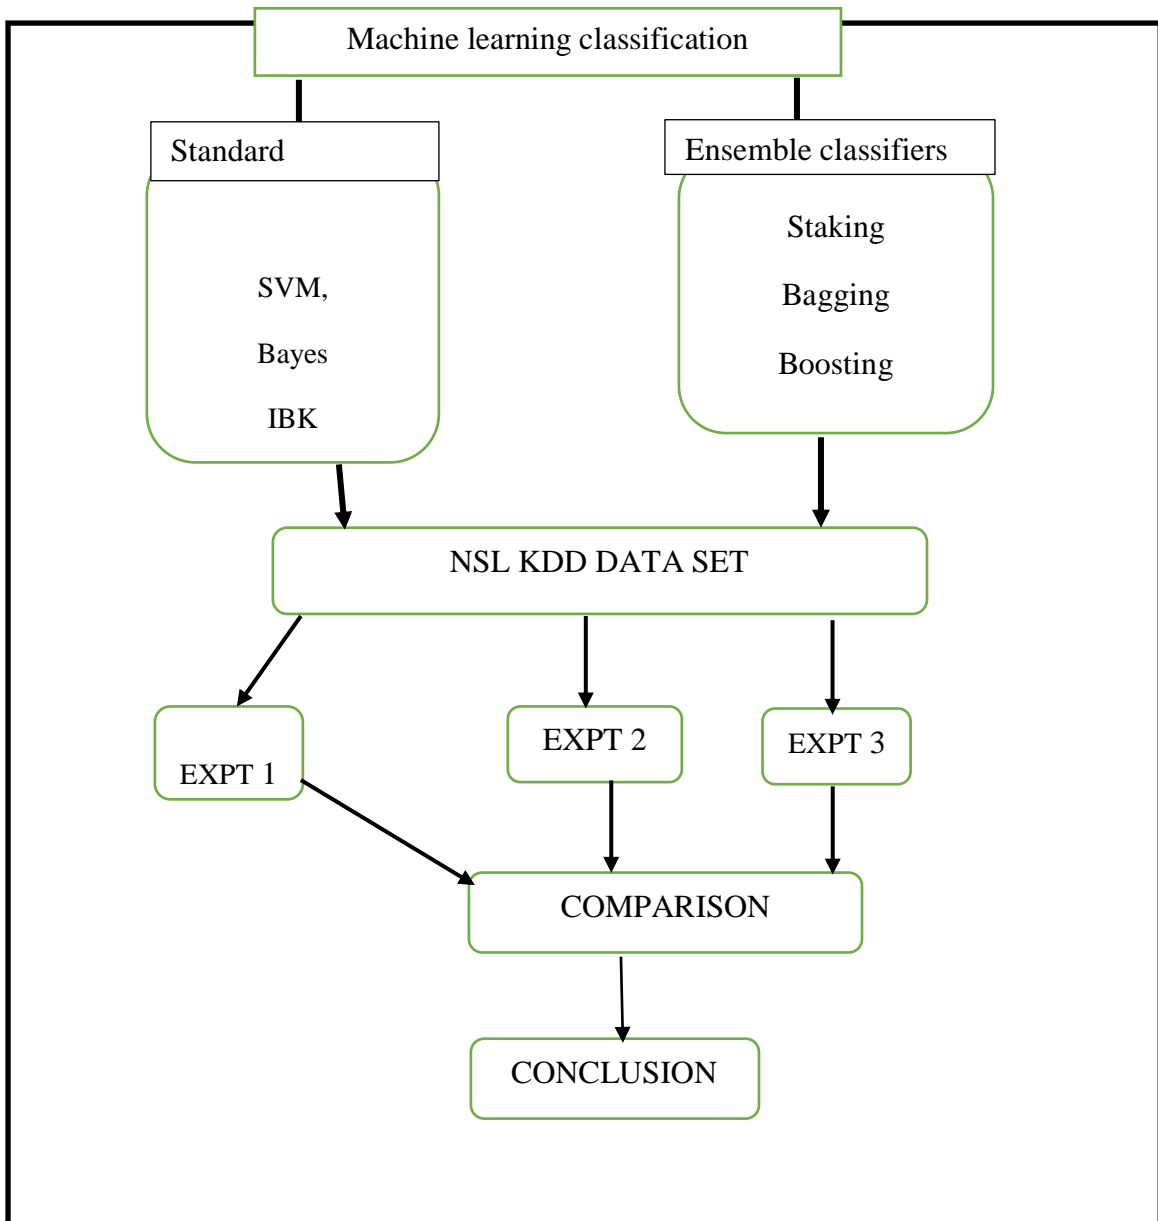 Machine learning classification
Standard
Ensemble classifiers
SVM,
Bayes
IBK
Staking
Bagging
Boosting
NSL KDD DATA SET
EXPT 1
EXPT 2
EXPT 3
COMPARISON
CONCLUSION